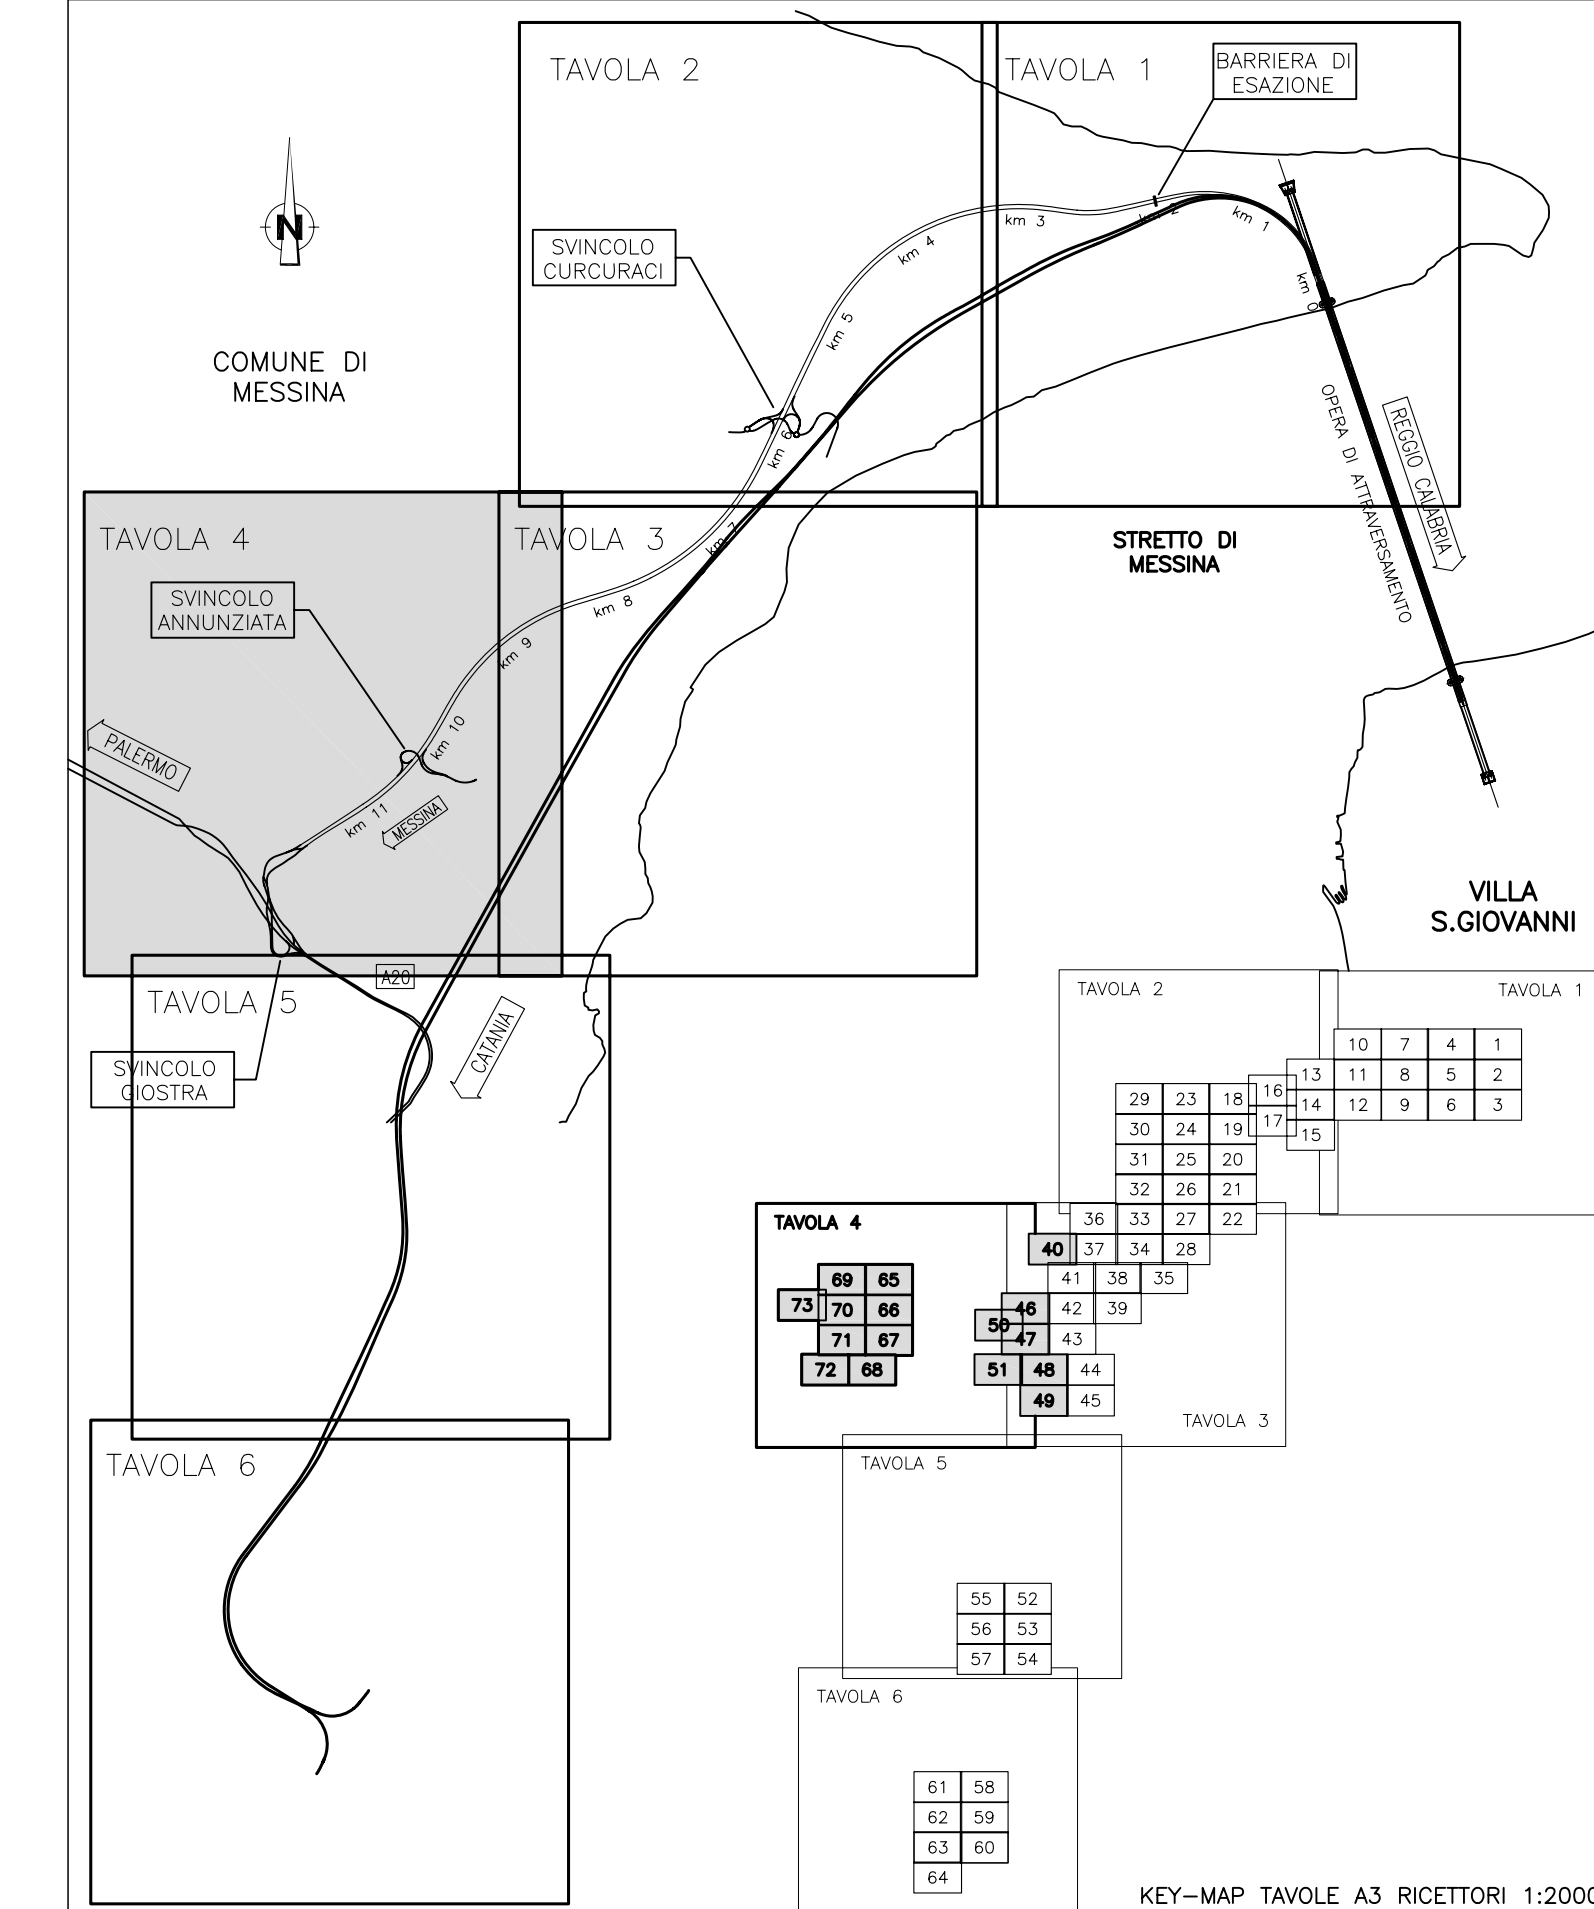 TAVOLA 2
TAVOLA 1
BARRIERA DI
ESAZIONE
N
SVINCOLO
CURCURACI
km 3
km 2
km 1
km 4
km 0
km 5
COMUNE DI
MESSINA
km 6
OPERA DI ATTRAVERSAMENTO
REGGIO CALABRIA
TAVOLA 4
TAVOLA 3
km 7
STRETTO DI
MESSINA
SVINCOLO
ANNUNZIATA
km 8
km 9
km 10
PALERMO
km 11
MESSINA
VILLA
S.GIOVANNI
A20
TAVOLA 5
CATANIA
SVINCOLO
GIOSTRA
TAVOLA 6
TAVOLA 2
TAVOLA 1
10 7 4 1
13 11 8 5 2
16 14 12 9 6 3
17 15
29 23 18
30 24 19
31 25 20
32 26 21
36 33 27 22
40 37 34 28
41 38 35
46 42 39
50 47 43
51 48 44
49 45
TAVOLA 3
TAVOLA 4
69 65
73 70 66
71 67
72 68
TAVOLA 5
55 52
56 53
57 54
TAVOLA 6
61 58
62 59
63 60
64
KEY-MAP TAVOLE A3 RICETTORI 1:2000